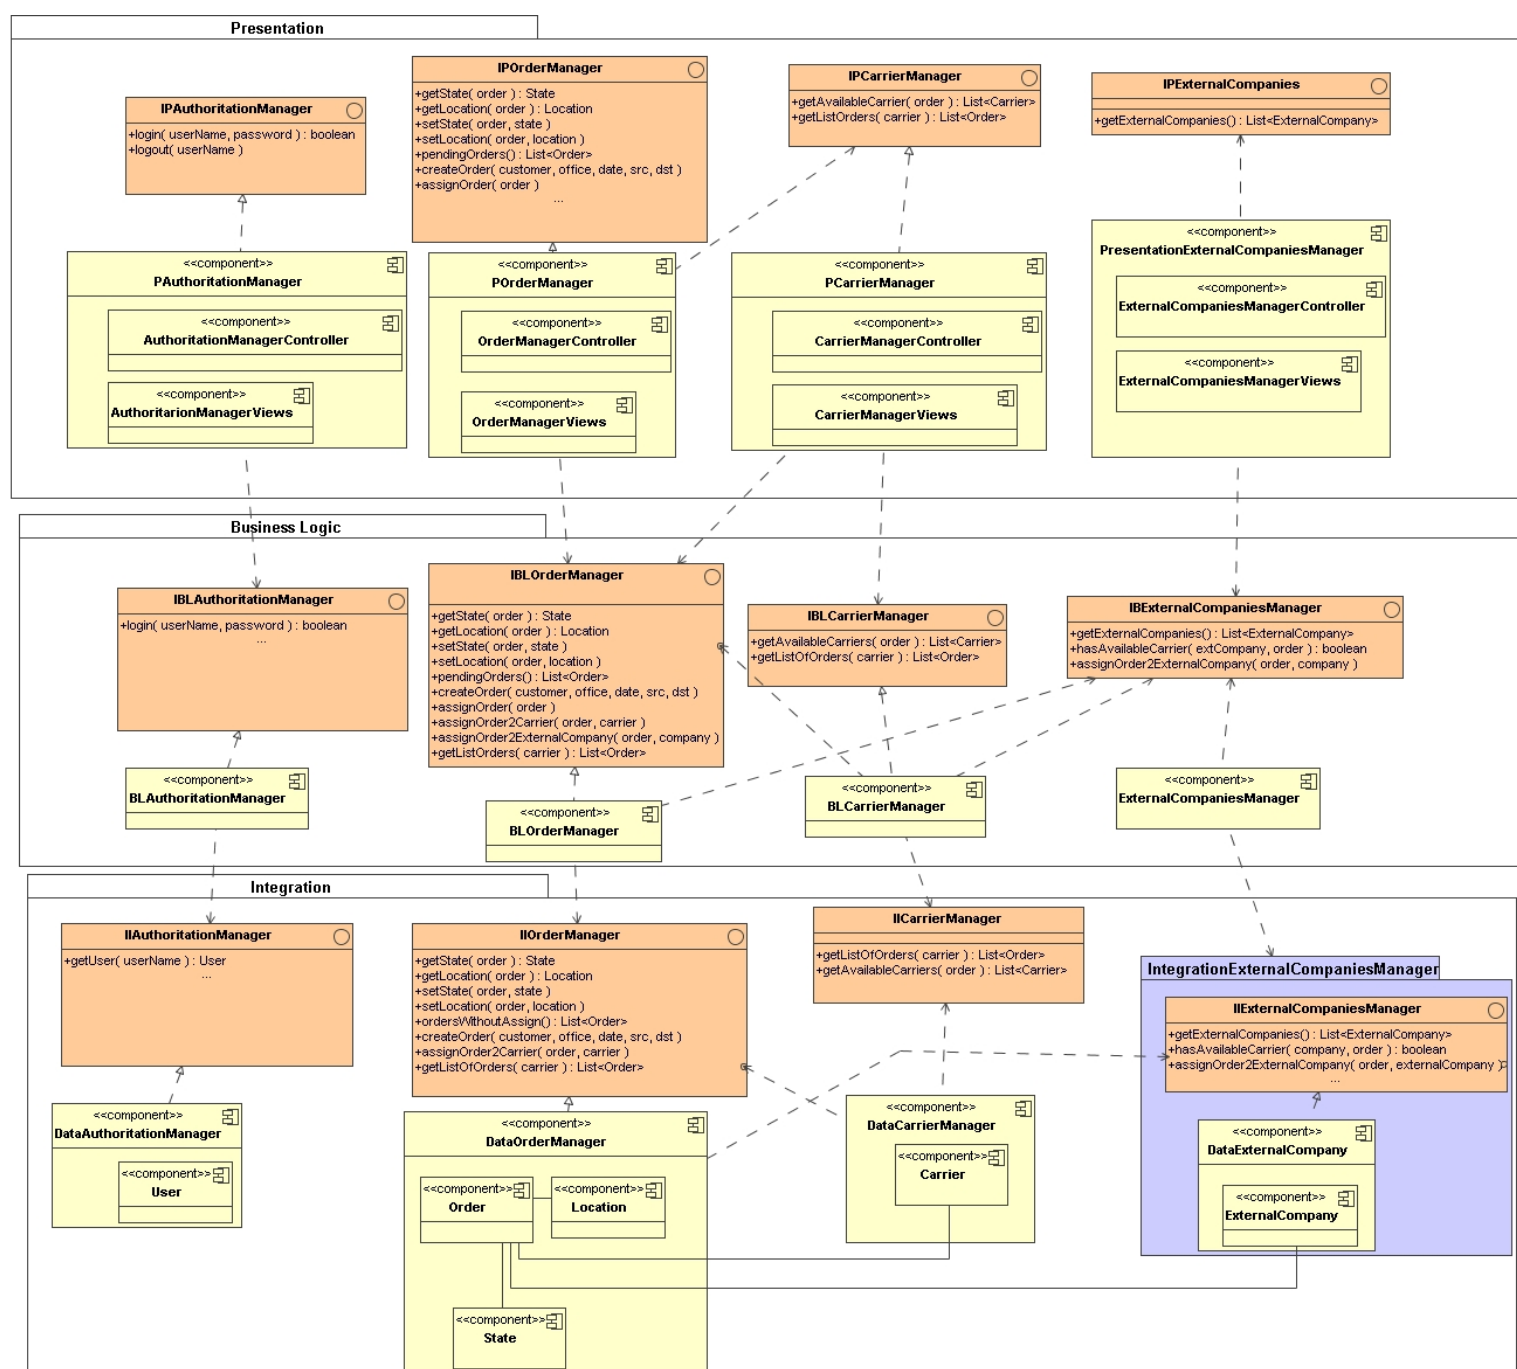 Presentation
IPAuthoritationManager
+login( userName, password ) : boolean
+logout( userName )
IPOrderManager
+getState( order ) : State
+getLocation( order ) : Location
+setState( order, state )
+setLocation( order, location )
+pendingOrders() : List<Order>
+createOrder( customer, office, date, src, dst )
+assignOrder( order )
...
IPCarrierManager
+getAvailableCarrier( order ) : List<Carrier>
+getListOrders( carrier ) : List<Order>
IPExternalCompanies
+getExternalCompanies() : List<ExternalCompany>
<<component>>
PAuthoritationManager
<<component>>
AuthoritationManagerController
<<component>>
AuthoritarionManagerViews
<<component>>
POrderManager
<<component>>
OrderManagerController
<<component>>
OrderManagerViews
<<component>>
PCarrierManager
<<component>>
CarrierManagerController
<<component>>
CarrierManagerViews
<<component>>
PresentationExternalCompaniesManager
<<component>>
ExternalCompaniesManagerController
<<component>>
ExternalCompaniesManagerViews
Business Logic
IBLAuthoritationManager
+login( userName, password ) : boolean
...
IBLOrderManager
+getState( order ) : State
+getLocation( order ) : Location
+setState( order, state )
+setLocation( order, location )
+pendingOrders() : List<Order>
+createOrder( customer, office, date, src, dst )
+assignOrder( order )
+assignOrder2Carrier( order, carrier )
+assignOrder2ExternalCompany( order, company )
+getListOrders( carrier ) : List<Order>
IBLCarrierManager
+getAvailableCarriers( order ) : List<Carrier>
+getListOfOrders( carrier ) : List<Order>
IBExternalCompaniesManager
+getExternalCompanies() : List<ExternalCompany>
+hasAvailableCarrier( extCompany, order ) : boolean
+assignOrder2ExternalCompany( order, company )
<<component>>
BLAuthoritationManager
<<component>>
BLOrderManager
<<component>>
BLCarrierManager
<<component>>
ExternalCompaniesManager
Integration
IIAuthoritationManager
+getUser( userName ) : User
...
IIOrderManager
+getState( order ) : State
+getLocation( order ) : Location
+setState( order, state )
+setLocation( order, location )
+ordersWithoutAssign() : List<Order>
+createOrder( customer, office, date, src, dst )
+assignOrder2Carrier( order, carrier )
+getListOfOrders( carrier ) : List<Order>
IICarrierManager
+getListOfOrders( carrier ) : List<Order>
+getAvailableCarriers( order ) : List<Carrier>
IntegrationExternalCompaniesManager
IIExternalCompaniesManager
+getExternalCompanies() : List<ExternalCompany>
+hasAvailableCarrier( company, order ) : boolean
+assignOrder2ExternalCompany( order, externalCompany )
...
<<component>>
DataAuthoritationManager
<<component>>
User
<<component>>
DataOrderManager
<<component>>
Order
<<component>>
Location
<<component>>
State
<<component>>
DataCarrierManager
<<component>>
Carrier
<<component>>
DataExternalCompany
<<component>>
ExternalCompany